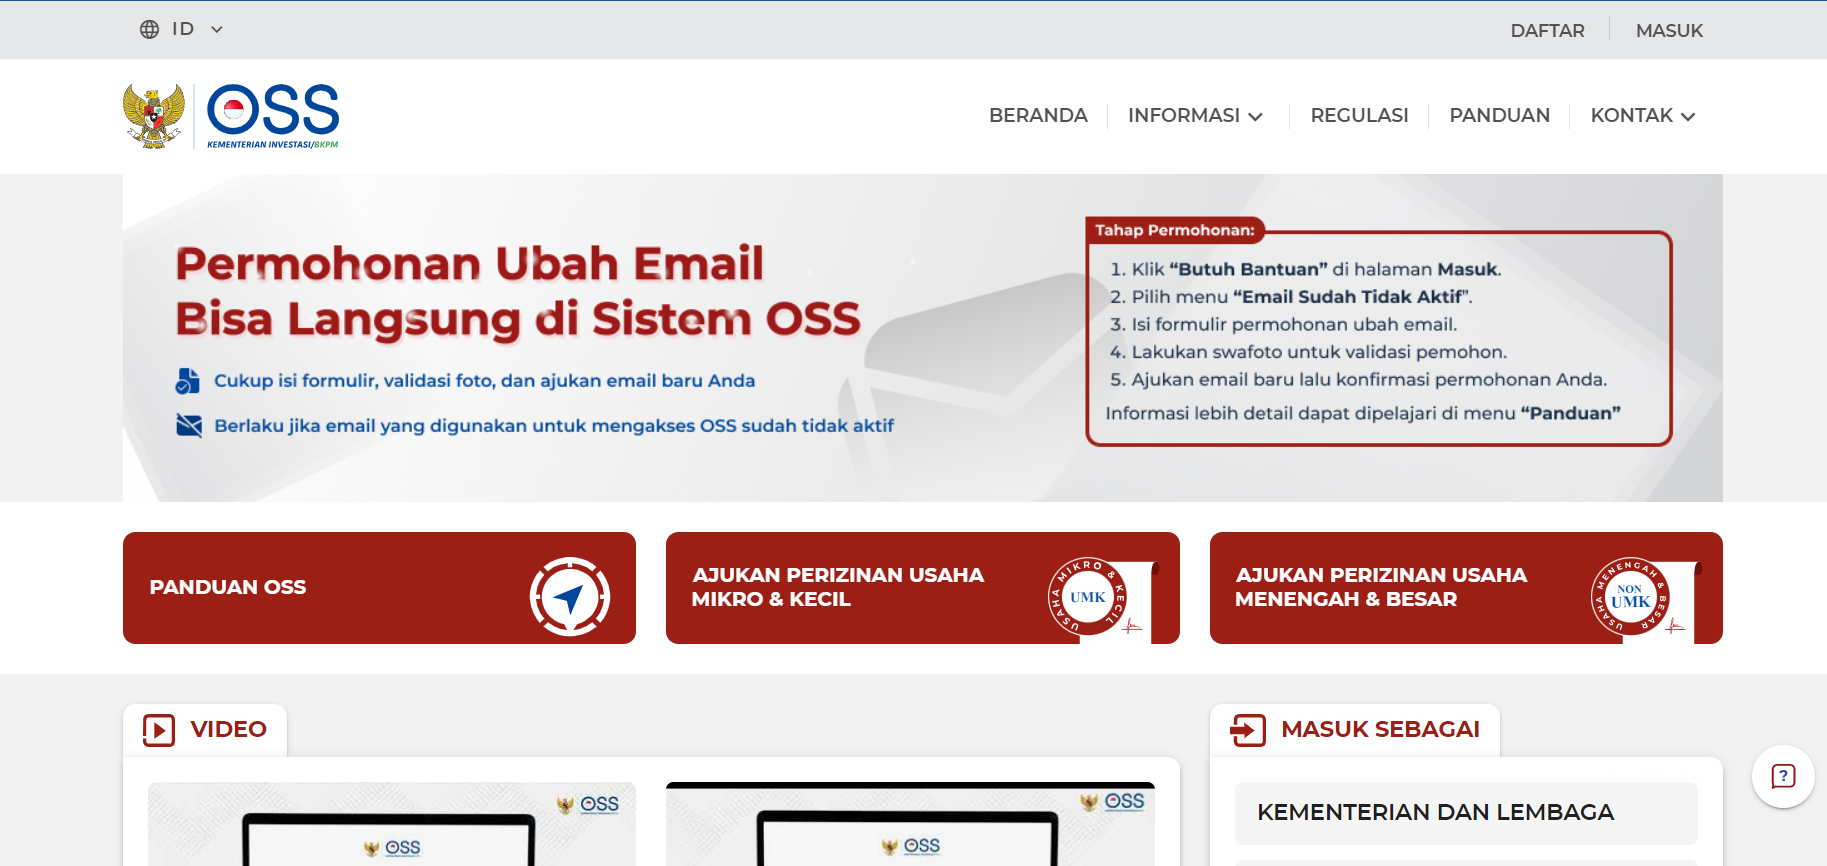 ID
DAFTAR
MASUK
OSS
KEMENTERIAN INVESTASI/BKPM
BERANDA
INFORMASI
REGULASI
PANDUAN
KONTAK
Permohonan Ubah Email
Bisa Langsung di Sistem OSS
Cukup isi formulir, validasi foto, dan ajukan email baru Anda
Berlaku jika email yang digunakan untuk mengakses OSS sudah tidak aktif
Tahap Permohonan:
1. Klik “Butuh Bantuan” di halaman Masuk.
2. Pilih menu “Email Sudah Tidak Aktif”.
3. Isi formulir permohonan ubah email.
4. Lakukan swafoto untuk validasi pemohon.
5. Ajukan email baru lalu konfirmasi permohonan Anda.
Informasi lebih detail dapat dipelajari di menu “Panduan”
PANDUAN OSS
AJUKAN PERIZINAN USAHA
MIKRO & KECIL
USAHA MIKRO & KECIL
UMK
AJUKAN PERIZINAN USAHA
MENENGAH & BESAR
USAHA MENENGAH & BESAR
NON
UMK
VIDEO
OSS
OSS
OSS
OSS
MASUK SEBAGAI
KEMENTERIAN DAN LEMBAGA
?